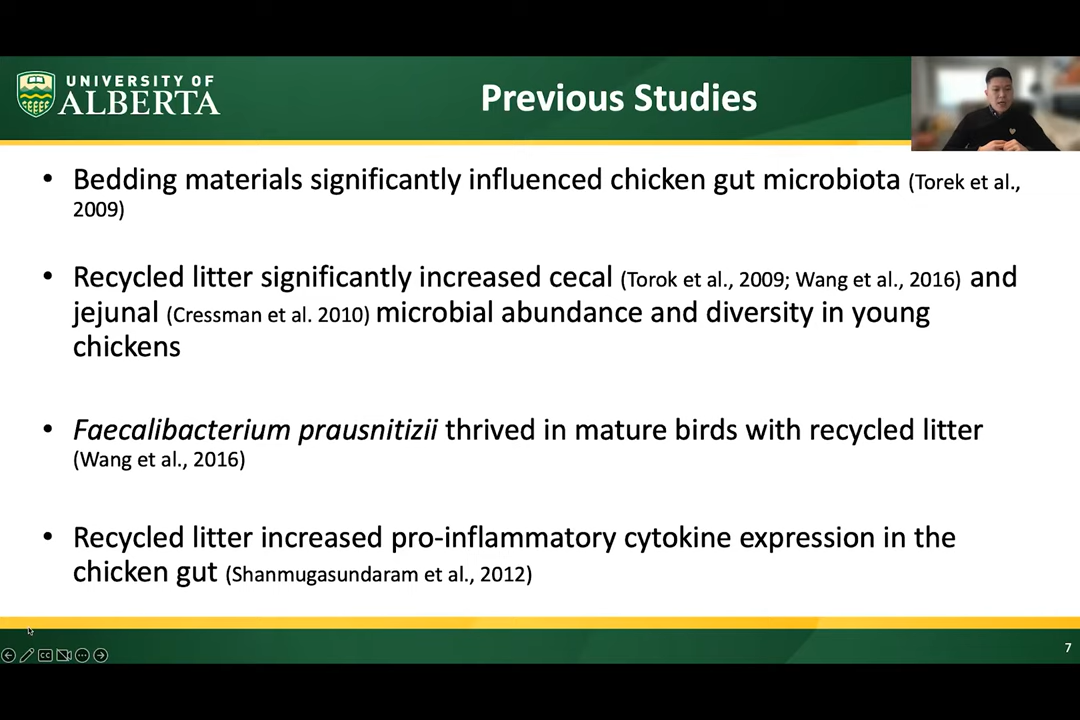 UNIVERSITY OF
ALBERTA
Previous Studies
• Bedding materials significantly influenced chicken gut microbiota (Torek et al.,
2009)
• Recycled litter significantly increased cecal (Torok et al., 2009; Wang et al., 2016) and
jejunal (Cressman et al. 2010) microbial abundance and diversity in young
chickens
• Faecalibacterium prausnitizii thrived in mature birds with recycled litter
(Wang et al., 2016)
• Recycled litter increased pro-inflammatory cytokine expression in the
chicken gut (Shanmugasundaram et al., 2012)
7
CC